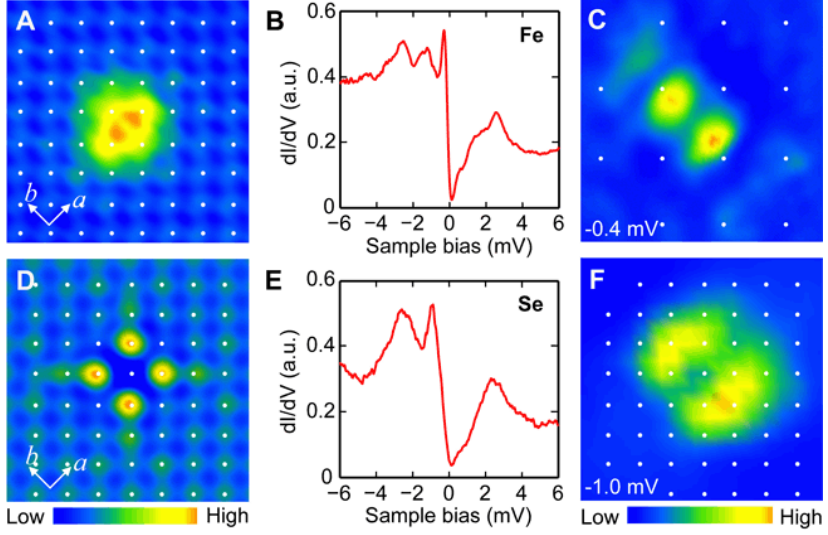 A
b a
B
Fe
0.6
0.4
0.2
0
−6 −4 −2 0 2 4 6
Sample bias (mV)
dI/dV (a.u.)
C
-0.4 mV
D
h a
Low High
E
Se
0.6
0.4
0.2
0
−6 −4 −2 0 2 4 6
Sample bias (mV)
dI/dV (a.u.)
F
-1.0 mV
Low High